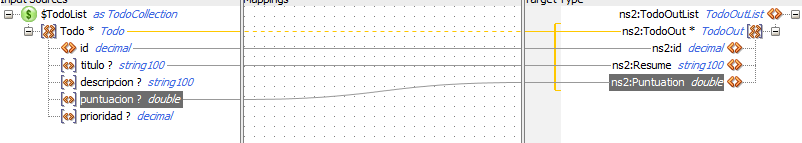 Input Sources Mappings Target Type
$TodoList as TodoCollection ns2:TodoOutList TodoOutList
Todo * Todo ns2:TodoOut * TodoOut
id decimal ns2:id decimal
titulo ? string100 ns2:Resume string100
descripcion ? string100 ns2:Puntuation double
puntuacion ? double
prioridad ? decimal